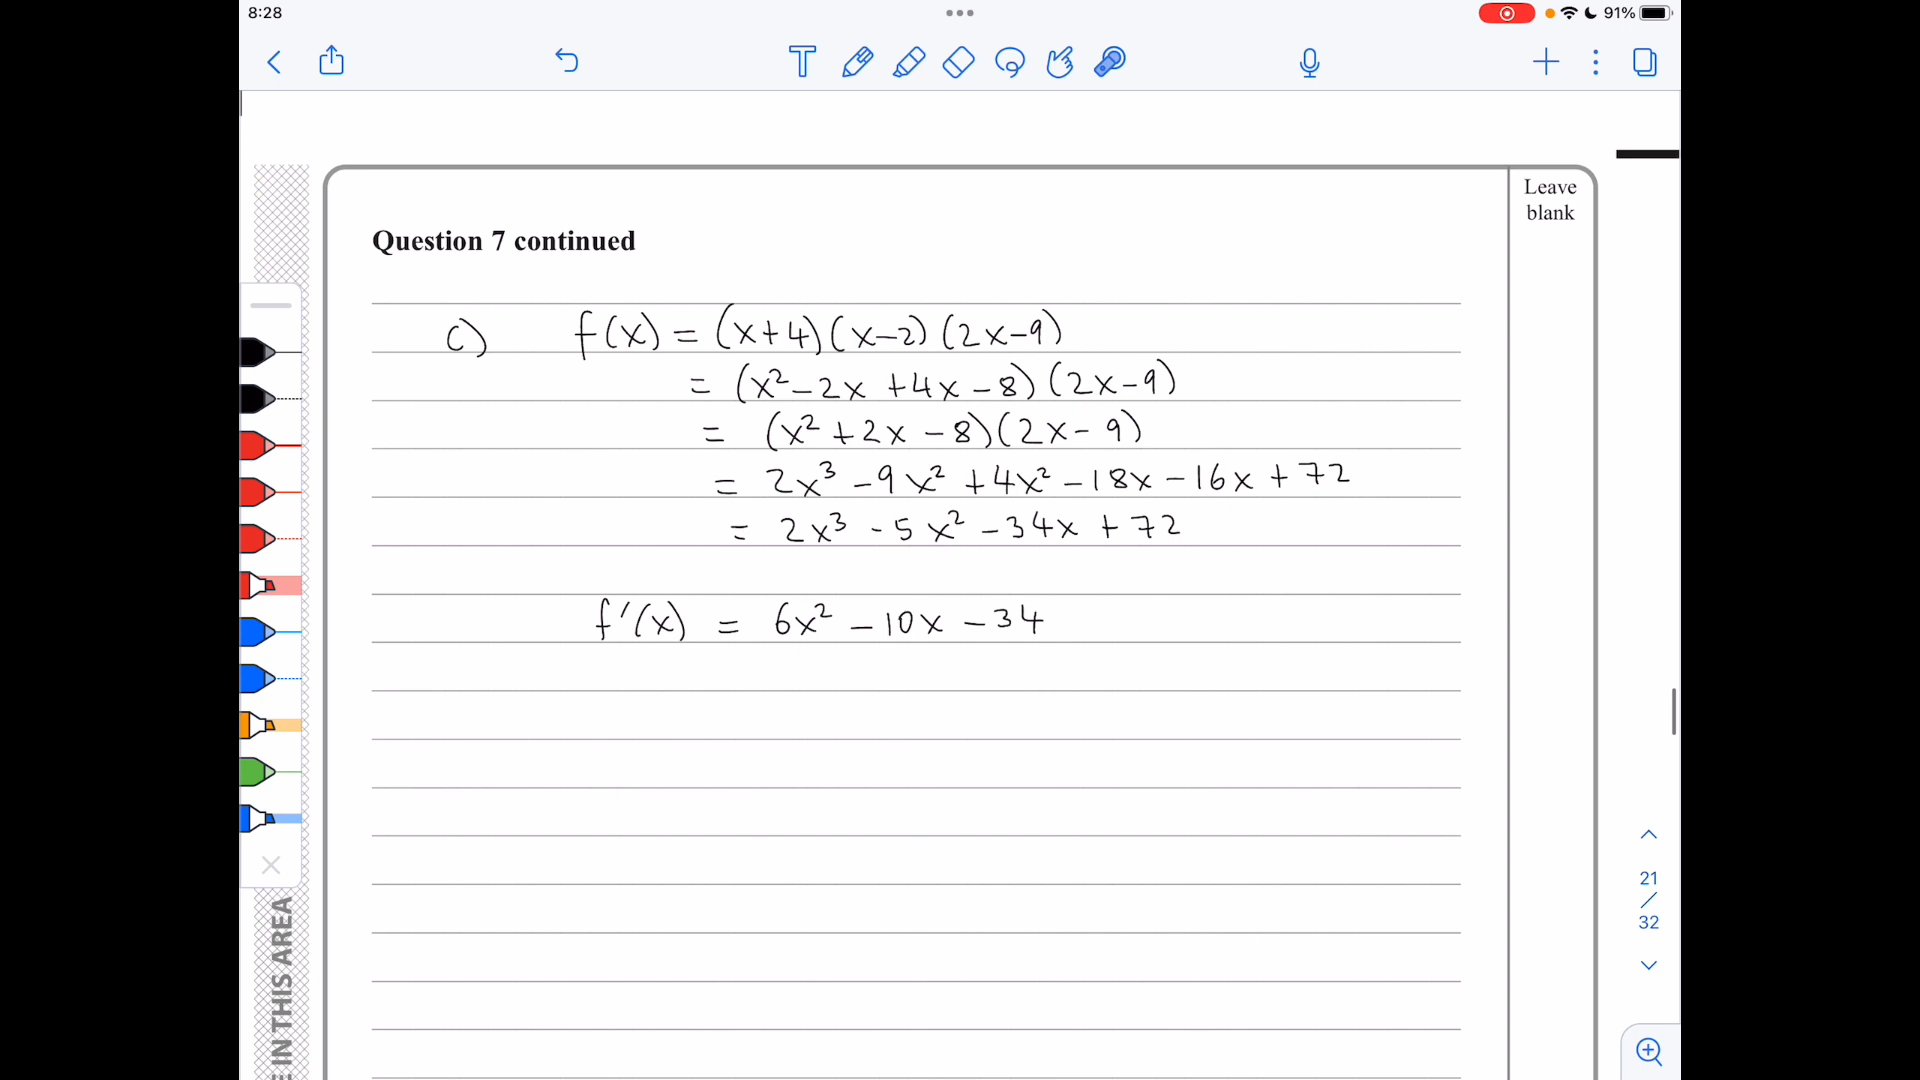 8:28
91%
Leave
blank
Question 7 continued
c) f(x) = (x+4)(x-2)(2x-9)
= (x² - 2x + 4x - 8)(2x-9)
= (x² + 2x - 8)(2x - 9)
= 2x³ - 9x² + 4x² - 18x - 16x + 72
= 2x³ - 5x² - 34x + 72
f'(x) = 6x² - 10x - 34
E IN THIS AREA
21
/
32